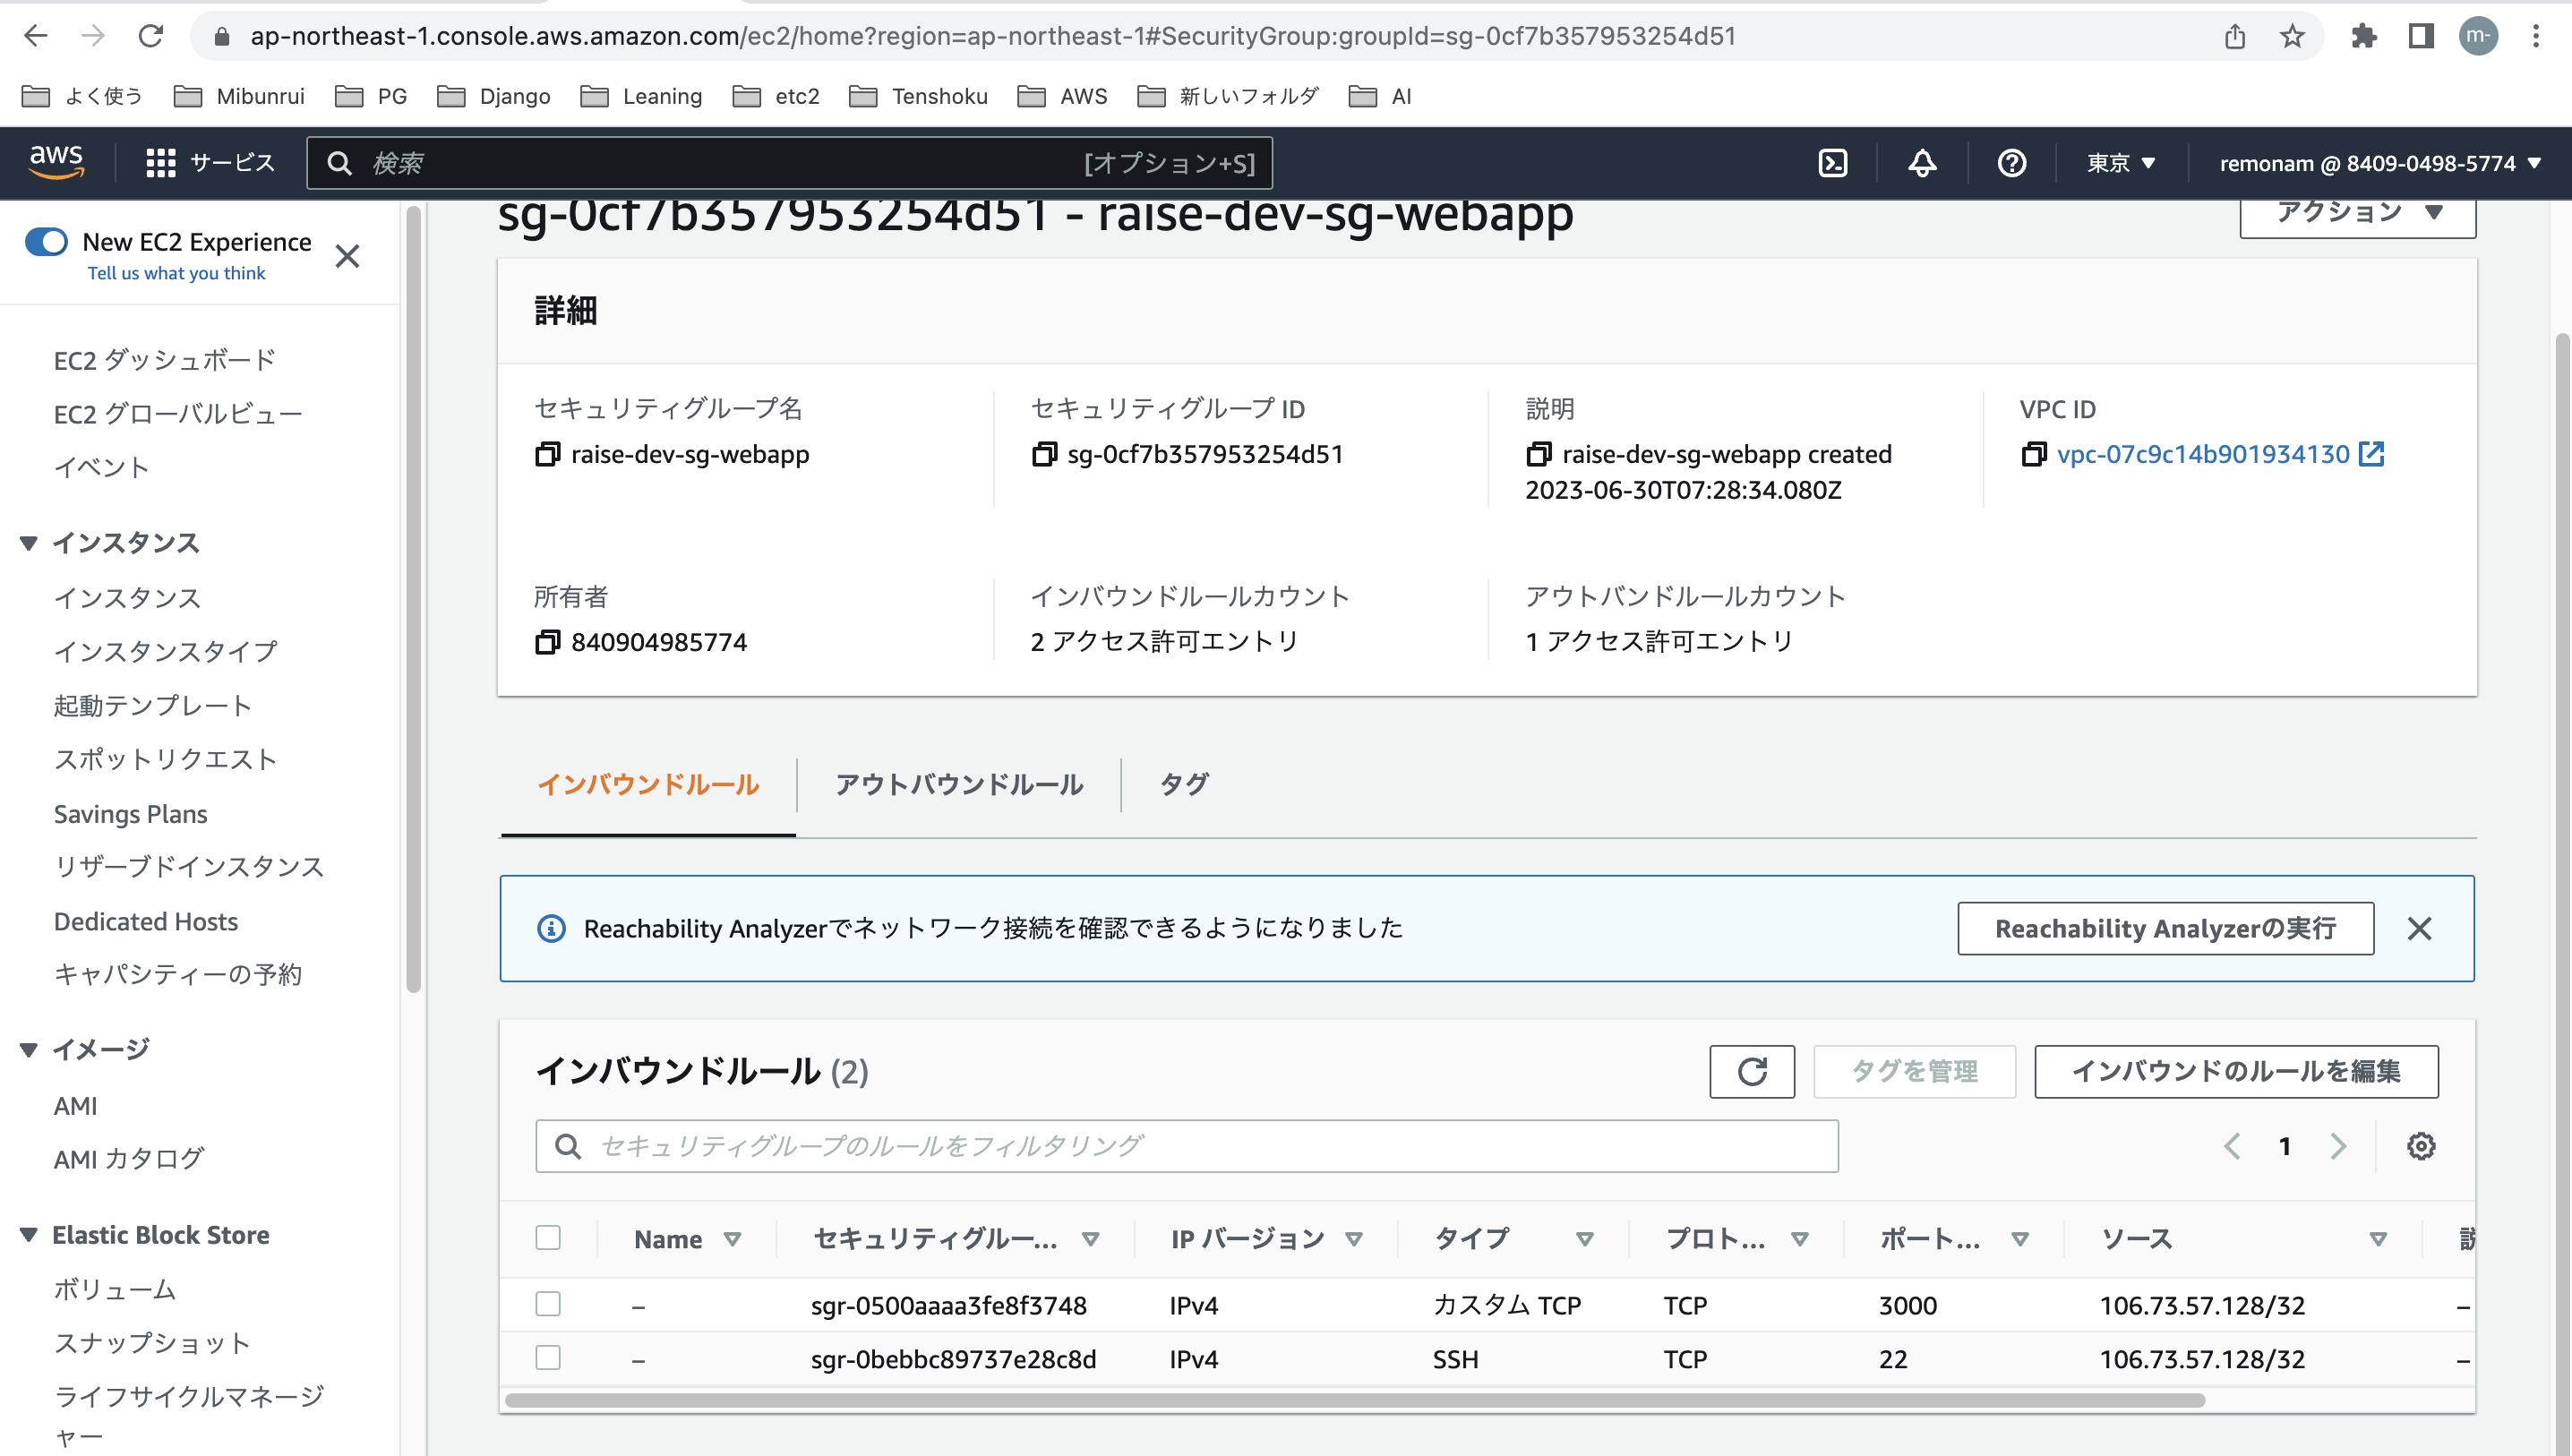 ap-northeast-1.console.aws.amazon.com/ec2/home?region=ap-northeast-1#SecurityGroup:groupId=sg-0cf7b357953254d51
m-
よく使う Mibunrui PG Django Leaning etc2 Tenshoku AWS 新しいフォルダ AI
aws サービス 検索 [オプション+S] 東京 remonam @ 8409-0498-5774
New EC2 Experience
Tell us what you think
EC2 ダッシュボード
EC2 グローバルビュー
イベント
インスタンス
インスタンス
インスタンスタイプ
起動テンプレート
スポットリクエスト
Savings Plans
リザーブドインスタンス
Dedicated Hosts
キャパシティーの予約
イメージ
AMI
AMI カタログ
Elastic Block Store
ボリューム
スナップショット
ライフサイクルマネージ
ャー
sg-0cf7b357953254d51 - raise-dev-sg-webapp
アクション
詳細
セキュリティグループ名
raise-dev-sg-webapp
セキュリティグループ ID
sg-0cf7b357953254d51
説明
raise-dev-sg-webapp created
2023-06-30T07:28:34.080Z
VPC ID
vpc-07c9c14b901934130
所有者
840904985774
インバウンドルールカウント
2 アクセス許可エントリ
アウトバンドルールカウント
1 アクセス許可エントリ
インバウンドルール アウトバウンドルール タグ
Reachability Analyzerでネットワーク接続を確認できるようになりました
Reachability Analyzerの実行
インバウンドルール (2)
タグを管理
インバウンドのルールを編集
セキュリティグループのルールをフィルタリング
1
Name セキュリティグルー... IP バージョン タイプ プロト... ポート... ソース 説
– sgr-0500aaaa3fe8f3748 IPv4 カスタム TCP TCP 3000 106.73.57.128/32 –
– sgr-0bebbc89737e28c8d IPv4 SSH TCP 22 106.73.57.128/32 –